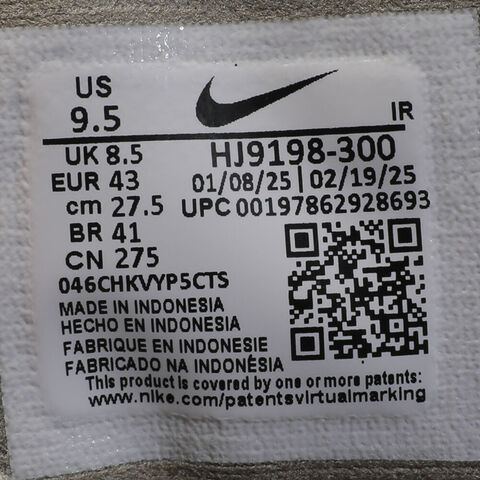 US
9.5
IR
UK 8.5
HJ9198-300
EUR 43
01/08/25 | 02/19/25
cm 27.5
UPC 00197862928693
BR 41
CN 275
046CHKVYP5CTS
MADE IN INDONESIA
HECHO EN INDONESIA
FABRIQUE EN INDONESIE
FABRICADO NA INDONÉSIA
This product is covered by one or more patents:
www.nike.com/patentsvirtualmarking